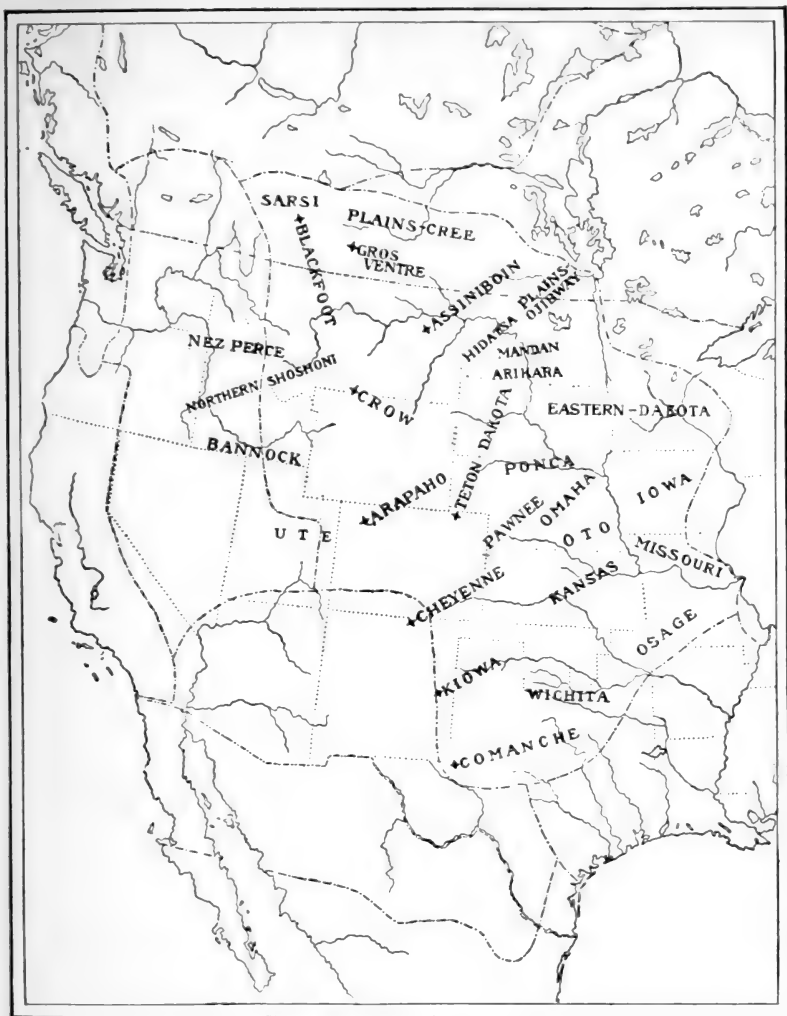 SARSI
PLAINS-CREE
BLACKFOOT
GROS
VENTRE
ASSINIBOIN
PLAINS-
OJIBWAY
HIDATSA
NEZ PERCE
MANDAN
ARIKARA
NORTHERN SHOSHONI
CROW
EASTERN-DAKOTA
TETON-DAKOTA
BANNOCK
PONCA
IOWA
OMAHA
ARAPAHO
PAWNEE
UTE
OTO
MISSOURI
CHEYENNE
KANSAS
OSAGE
KIOWA
WICHITA
COMANCHE